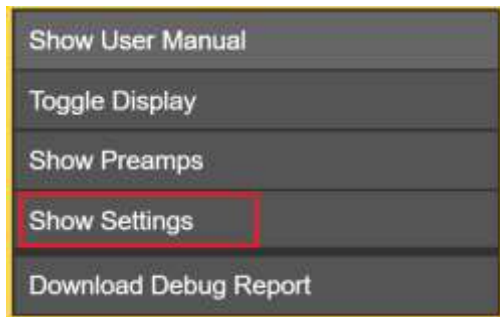 Show User Manual
Toggle Display
Show Preamps
Show Settings
Download Debug Report